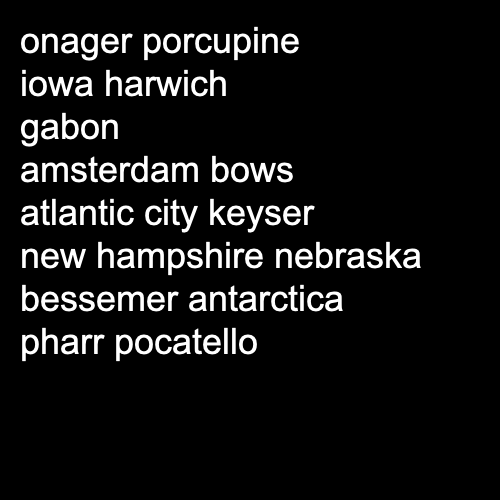 onager porcupine
iowa harwich
gabon
amsterdam bows
atlantic city keyser
new hampshire nebraska
bessemer antarctica
pharr pocatello